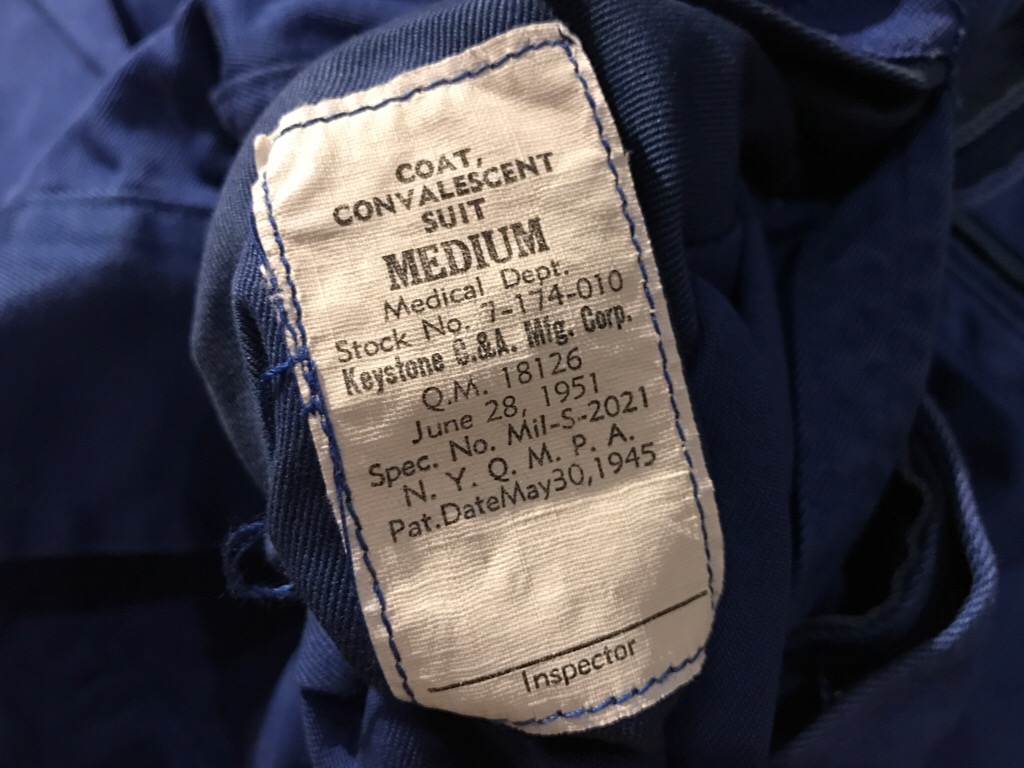 COAT,
CONVALESCENT
SUIT
MEDIUM
Medical Dept.
Stock No. 7-174-010
Keystone C.&A. Mfg. Corp.
Q.M. 18126
June 28, 1951
Spec. No. Mil-S-2021
N. Y. Q. M. P. A.
Pat.DateMay30,1945
Inspector